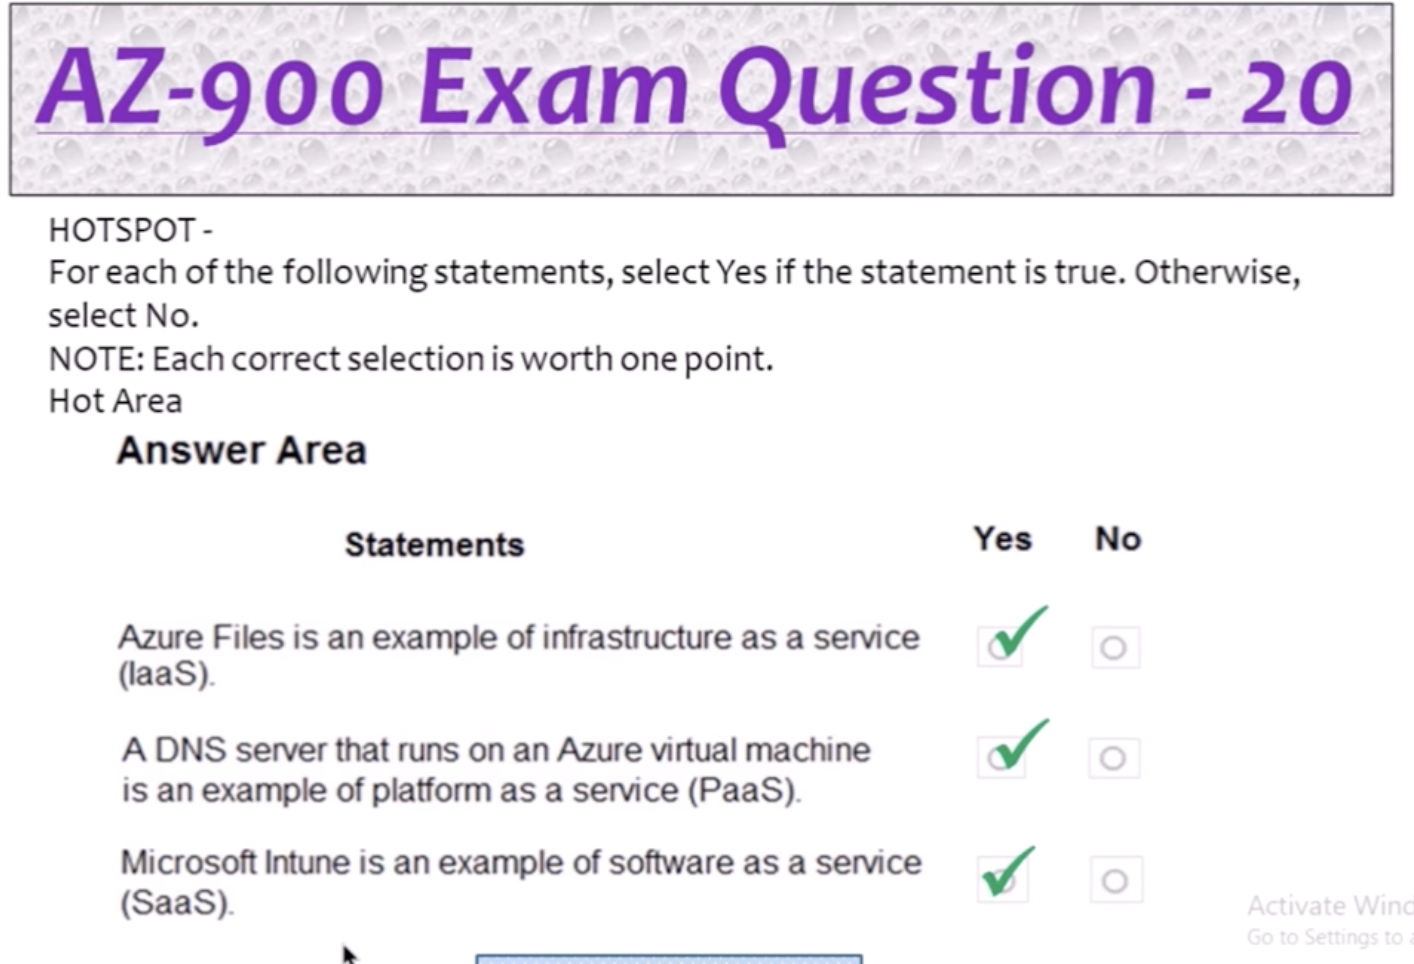 AZ-900 Exam Question - 20
HOTSPOT -
For each of the following statements, select Yes if the statement is true. Otherwise,
select No.
NOTE: Each correct selection is worth one point.
Hot Area
Answer Area
Statements Yes No
Azure Files is an example of infrastructure as a service
(IaaS).
A DNS server that runs on an Azure virtual machine
is an example of platform as a service (PaaS).
Microsoft Intune is an example of software as a service
(SaaS).
Activate Wind
Go to Settings to a